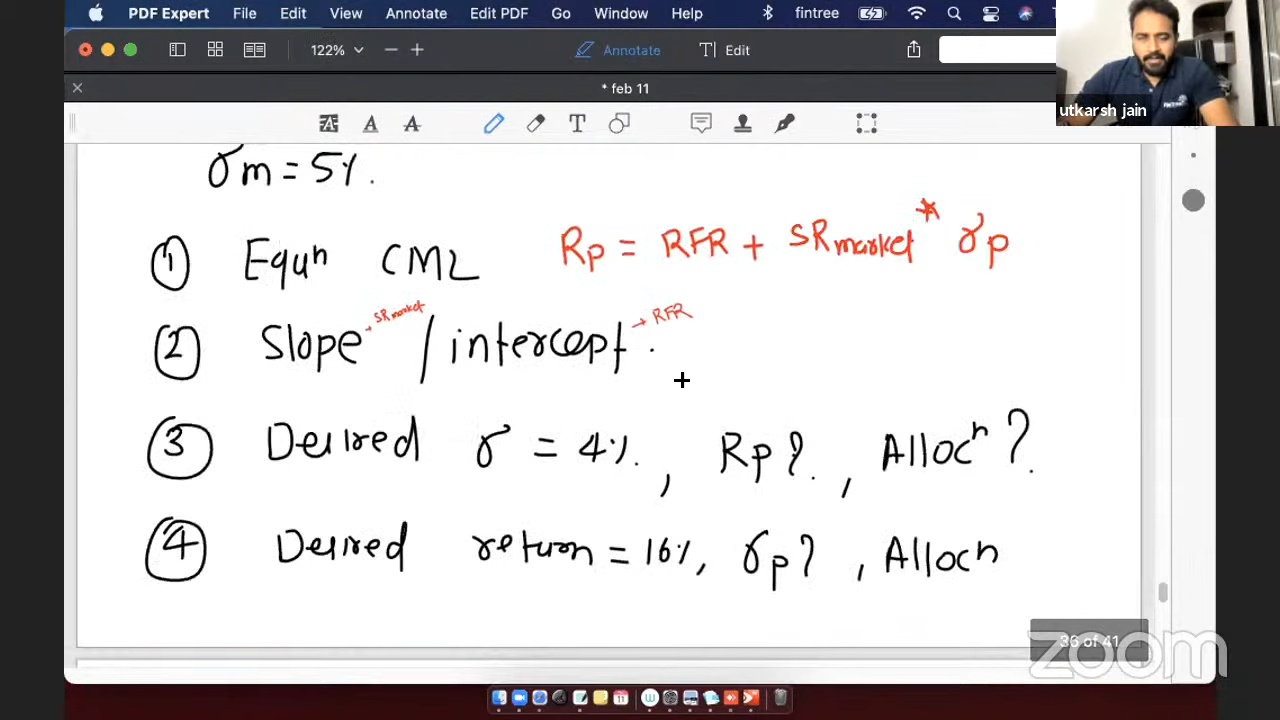 PDF Expert File Edit View Annotate Edit PDF Go Window Help fintree
122% Annotate T| Edit
* feb 11
utkarsh jain
σm = 5%.
① Equⁿ CML Rp = RFR + SRmarket * σp
② Slope → SRmarket / intercept → RFR .
③ Desired σ = 4%. , Rp?. , Allocⁿ?.
④ Desired return = 16%, σp? , Allocⁿ
36 of 41
zoom